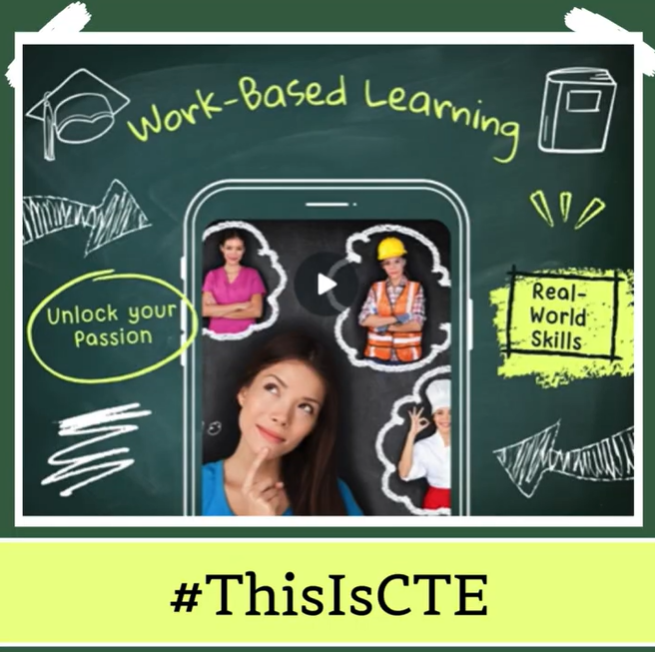 Work-Based Learning
Unlock your
Passion
Real-
World
Skills
#ThisIsCTE